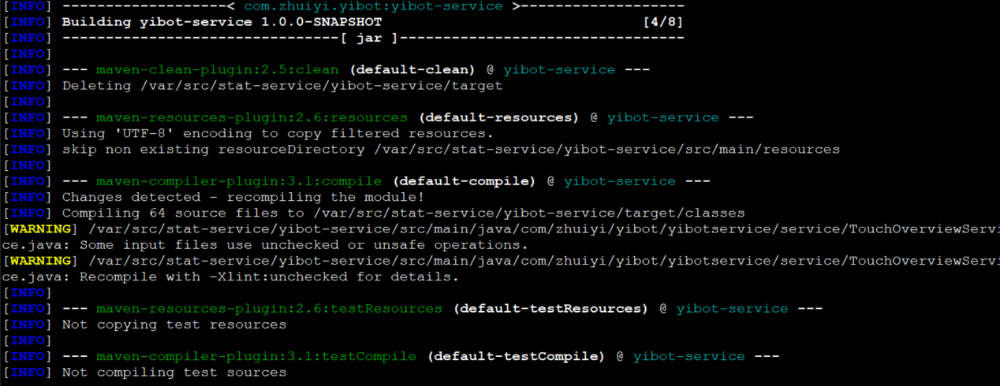 [INFO] -------------------< com.zhuiyi.yibot:yibot-service >-------------------
[INFO] Building yibot-service 1.0.0-SNAPSHOT                              [4/8]
[INFO] --------------------------------[ jar ]---------------------------------
[INFO]
[INFO] --- maven-clean-plugin:2.5:clean (default-clean) @ yibot-service ---
[INFO] Deleting /var/src/stat-service/yibot-service/target
[INFO]
[INFO] --- maven-resources-plugin:2.6:resources (default-resources) @ yibot-service ---
[INFO] Using 'UTF-8' encoding to copy filtered resources.
[INFO] skip non existing resourceDirectory /var/src/stat-service/yibot-service/src/main/resources
[INFO]
[INFO] --- maven-compiler-plugin:3.1:compile (default-compile) @ yibot-service ---
[INFO] Changes detected - recompiling the module!
[INFO] Compiling 64 source files to /var/src/stat-service/yibot-service/target/classes
[WARNING] /var/src/stat-service/yibot-service/src/main/java/com/zhuiyi/yibot/yibotservice/service/TouchOverviewServi
ce.java: Some input files use unchecked or unsafe operations.
[WARNING] /var/src/stat-service/yibot-service/src/main/java/com/zhuiyi/yibot/yibotservice/service/TouchOverviewServi
ce.java: Recompile with -Xlint:unchecked for details.
[INFO]
[INFO] --- maven-resources-plugin:2.6:testResources (default-testResources) @ yibot-service ---
[INFO] Not copying test resources
[INFO]
[INFO] --- maven-compiler-plugin:3.1:testCompile (default-testCompile) @ yibot-service ---
[INFO] Not compiling test sources